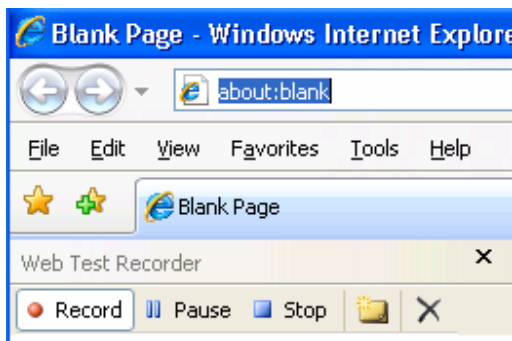 Blank Page - Windows Internet Explore
about:blank
File Edit View Favorites Tools Help
Blank Page
Web Test Recorder
Record Pause Stop